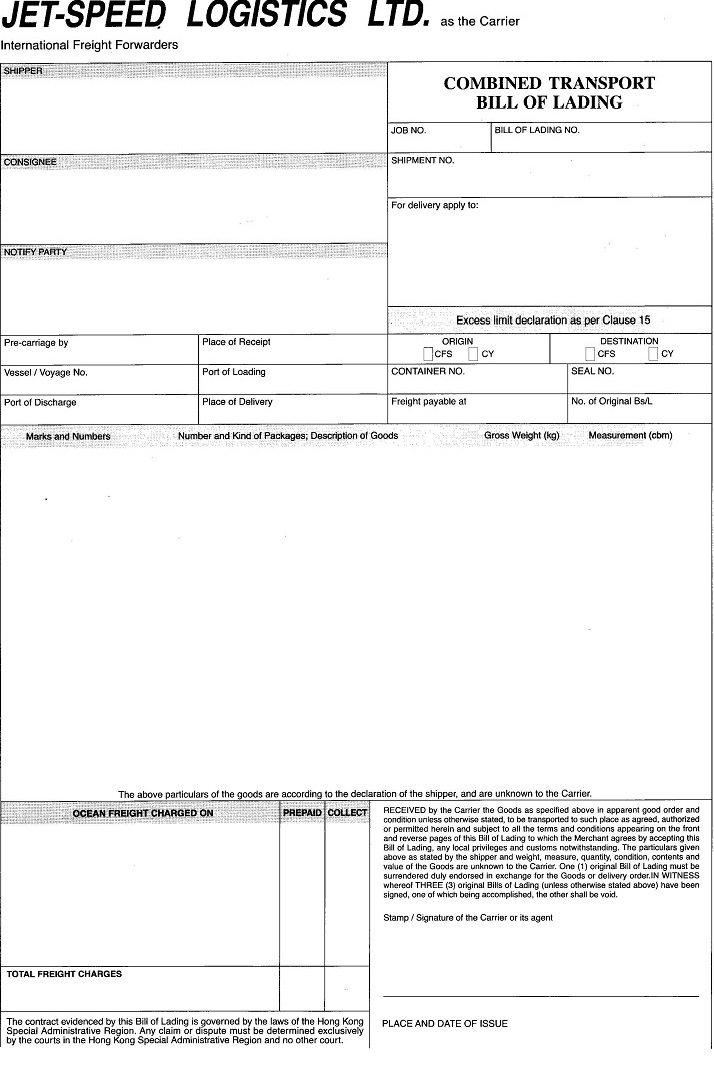 JET-SPEED LOGISTICS LTD. as the Carrier
International Freight Forwarders
SHIPPER
COMBINED TRANSPORT
BILL OF LADING
JOB NO.
BILL OF LADING NO.
CONSIGNEE
SHIPMENT NO.
For delivery apply to:
NOTIFY PARTY
Excess limit declaration as per Clause 15
Pre-carriage by
Place of Receipt
ORIGIN
DESTINATION
CFS CY
CFS CY
Vessel / Voyage No.
Port of Loading
CONTAINER NO.
SEAL NO.
Port of Discharge
Place of Delivery
Freight payable at
No. of Original Bs/L
Marks and Numbers
Number and Kind of Packages; Description of Goods
Gross Weight (kg)
Measurement (cbm)
The above particulars of the goods are according to the declaration of the shipper, and are unknown to the Carrier.
OCEAN FREIGHT CHARGED ON
PREPAID
COLLECT
RECEIVED by the Carrier the Goods as specified above in apparent good order and
condition unless otherwise stated, to be transported to such place as agreed, authorized
or permitted herein and subject to all the terms and conditions appearing on the front
and reverse pages of this Bill of Lading to which the Merchant agrees by accepting this
Bill of Lading, any local privileges and customs notwithstanding. The particulars given
above as stated by the shipper and weight, measure, quantity, condition, contents and
value of the Goods are unknown to the Carrier. One (1) original Bill of Lading must be
surrendered duly endorsed in exchange for the Goods or delivery order.IN WITNESS
whereof THREE (3) original Bills of Lading (unless otherwise stated above) have been
signed, one of which being accomplished, the other shall be void.
Stamp / Signature of the Carrier or its agent
TOTAL FREIGHT CHARGES
The contract evidenced by this Bill of Lading is governed by the laws of the Hong Kong
Special Administrative Region. Any claim or dispute must be determined exclusively
by the courts in the Hong Kong Special Administrative Region and no other court.
PLACE AND DATE OF ISSUE